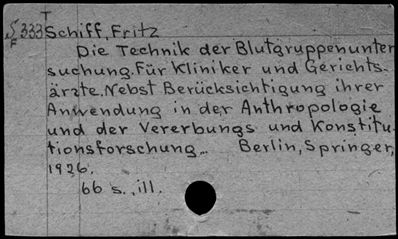 T
§ 333 Schiff, Fritz
F
Die Technik der Blutgruppenunter
suchung. Für Kliniker und Gerichts-
ärzte, Nebst Berücksichtigung ihrer
Anwendung in der Anthropologie
und der Vererbungs und Konstitu-
tionsforschung... Berlin, Springer,
1926.
66 s., ill.